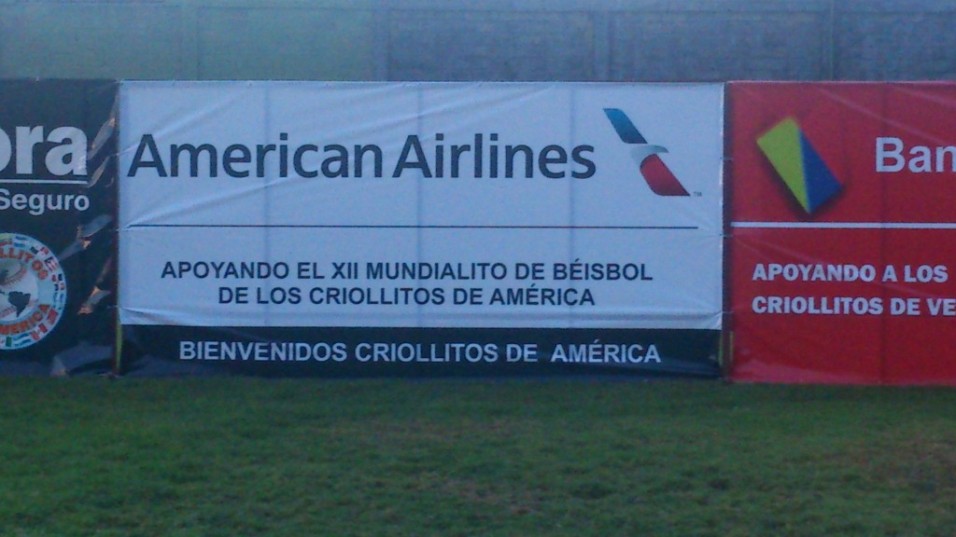 ora
Seguro
American Airlines
APOYANDO EL XII MUNDIALITO DE BÉISBOL
DE LOS CRIOLLITOS DE AMÉRICA
BIENVENIDOS CRIOLLITOS DE AMÉRICA
Ban
APOYANDO A LOS
CRIOLLITOS DE VE